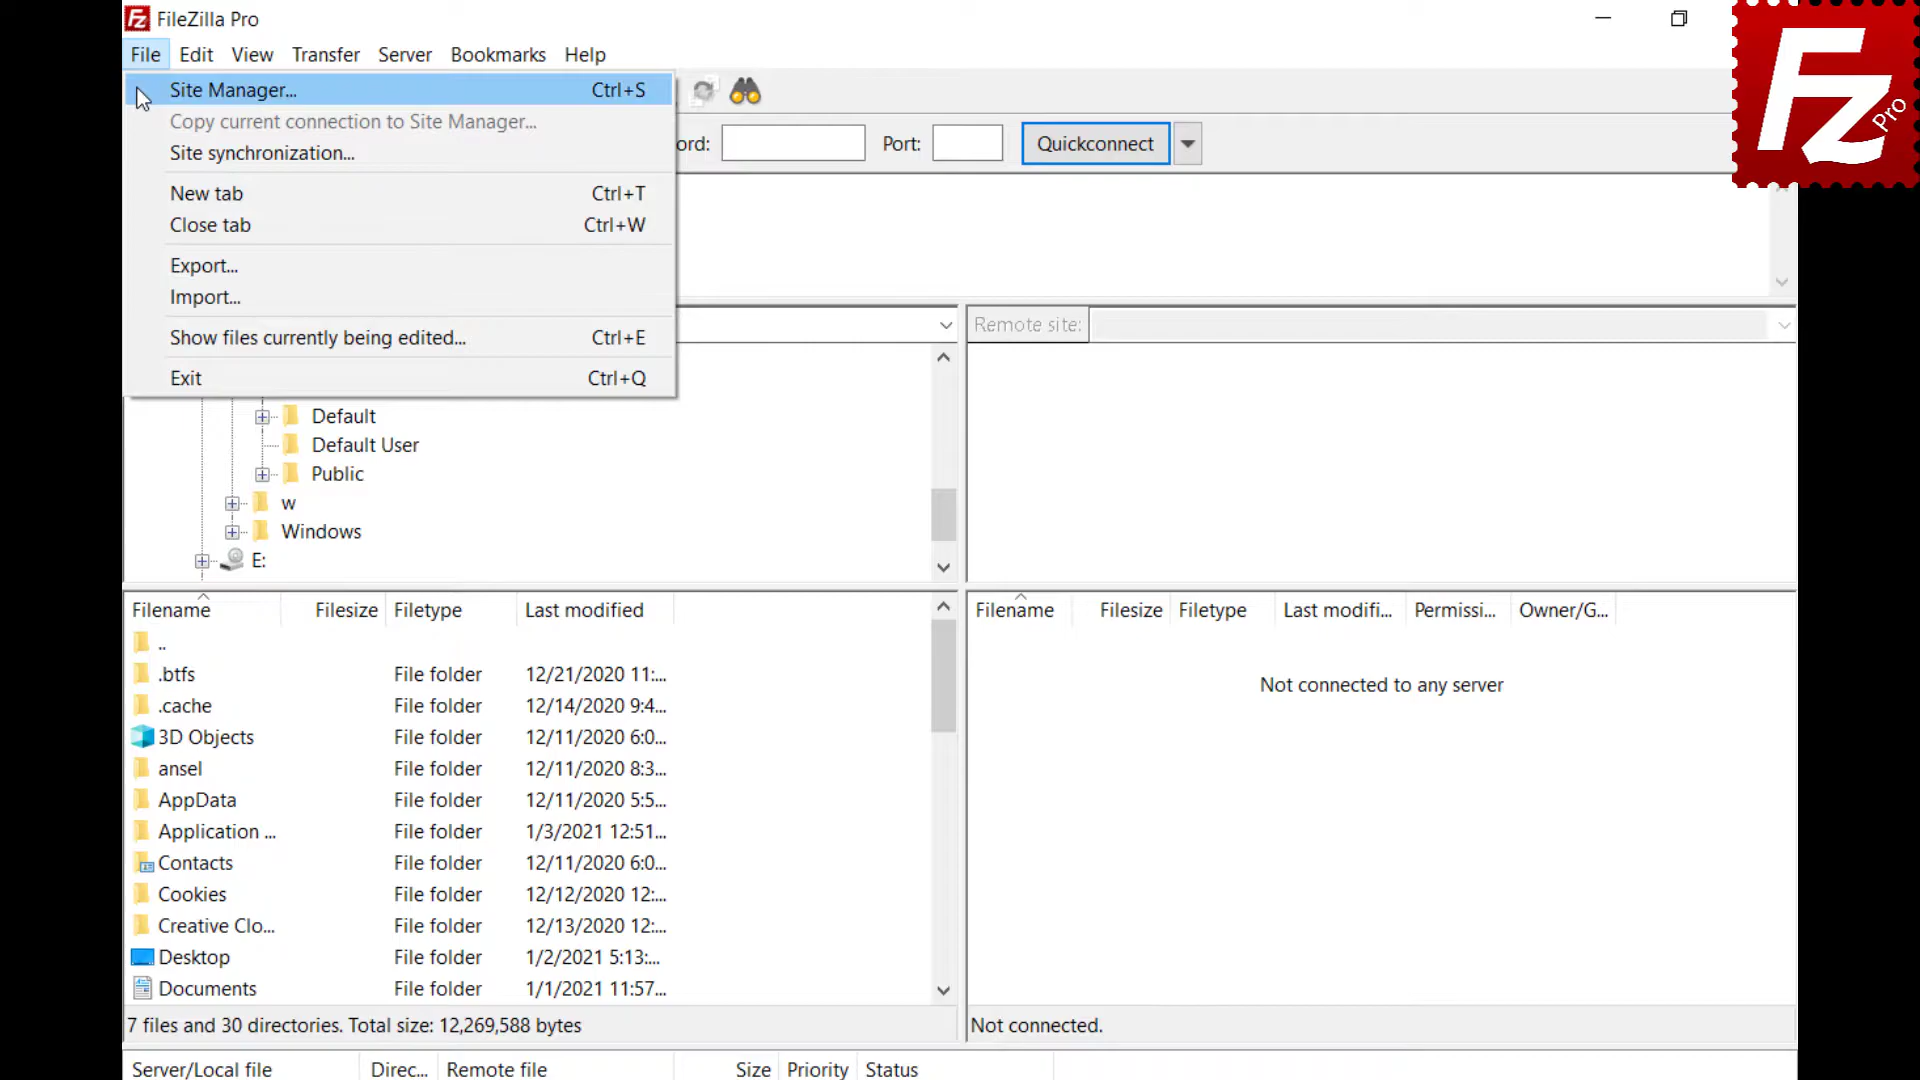 FileZilla Pro
File Edit View Transfer Server Bookmarks Help
Site Manager... Ctrl+S
Copy current connection to Site Manager...
Site synchronization...
New tab Ctrl+T
Close tab Ctrl+W
Export...
Import...
Show files currently being edited... Ctrl+E
Exit Ctrl+Q
ord: Port: Quickconnect
Fz Pro
Remote site:
Default
Default User
Public
w
Windows
E:
Filename Filesize Filetype Last modified
..
.btfs File folder 12/21/2020 11:...
.cache File folder 12/14/2020 9:4...
3D Objects File folder 12/11/2020 6:0...
ansel File folder 12/11/2020 8:3...
AppData File folder 12/11/2020 5:5...
Application ... File folder 1/3/2021 12:51...
Contacts File folder 12/11/2020 6:0...
Cookies File folder 12/12/2020 12:...
Creative Clo... File folder 12/13/2020 12:...
Desktop File folder 1/2/2021 5:13:...
Documents File folder 1/1/2021 11:57...
7 files and 30 directories. Total size: 12,269,588 bytes
Filename Filesize Filetype Last modifi... Permissi... Owner/G...
Not connected to any server
Not connected.
Server/Local file Direc... Remote file Size Priority Status